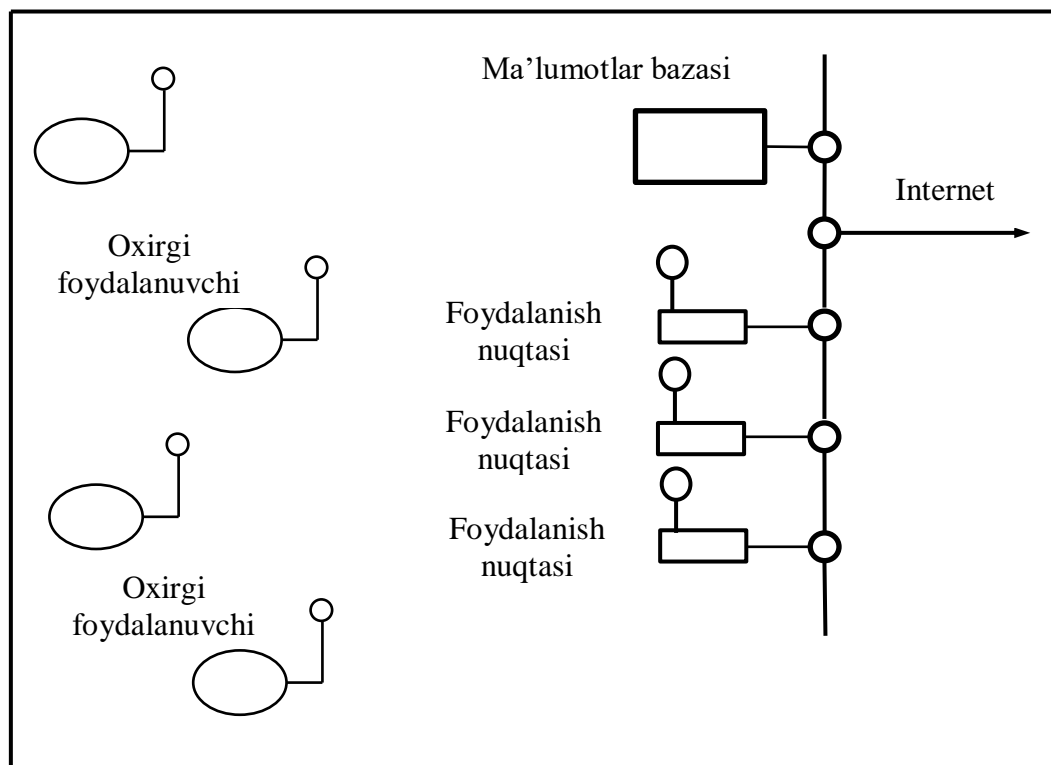 Ma’lumotlar bazasi
Internet
Oxirgi
foydalanuvchi
Foydalanish
nuqtasi
Foydalanish
nuqtasi
Foydalanish
nuqtasi
Oxirgi
foydalanuvchi